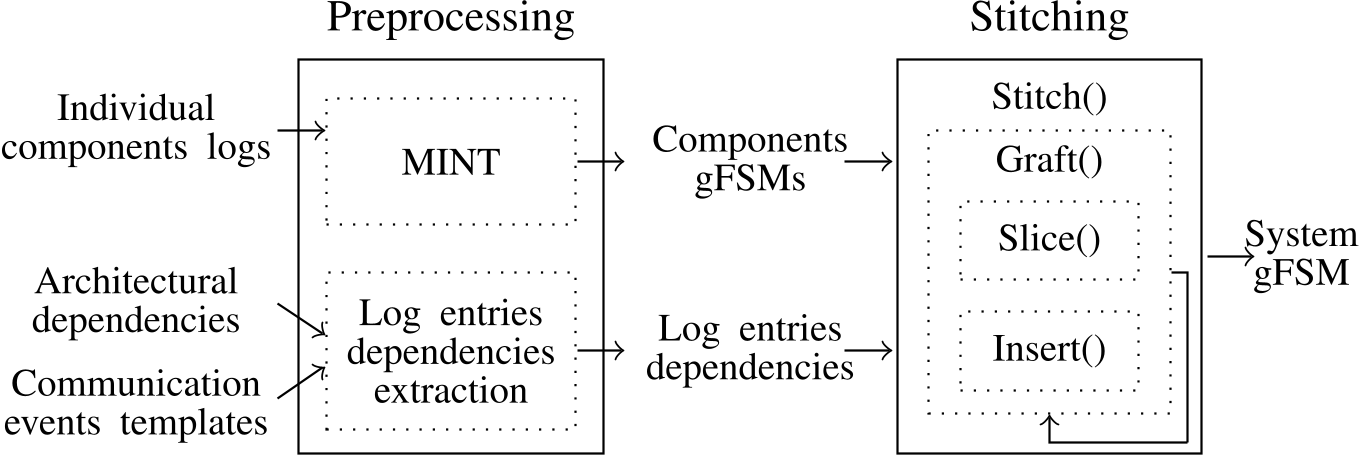 Preprocessing
Stitching
Individual
components logs
MINT
Components
gFSMs
Architectural
dependencies
Communication
events templates
Log entries
dependencies
extraction
Log entries
dependencies
Stitch()
Graft()
Slice()
Insert()
System
gFSM